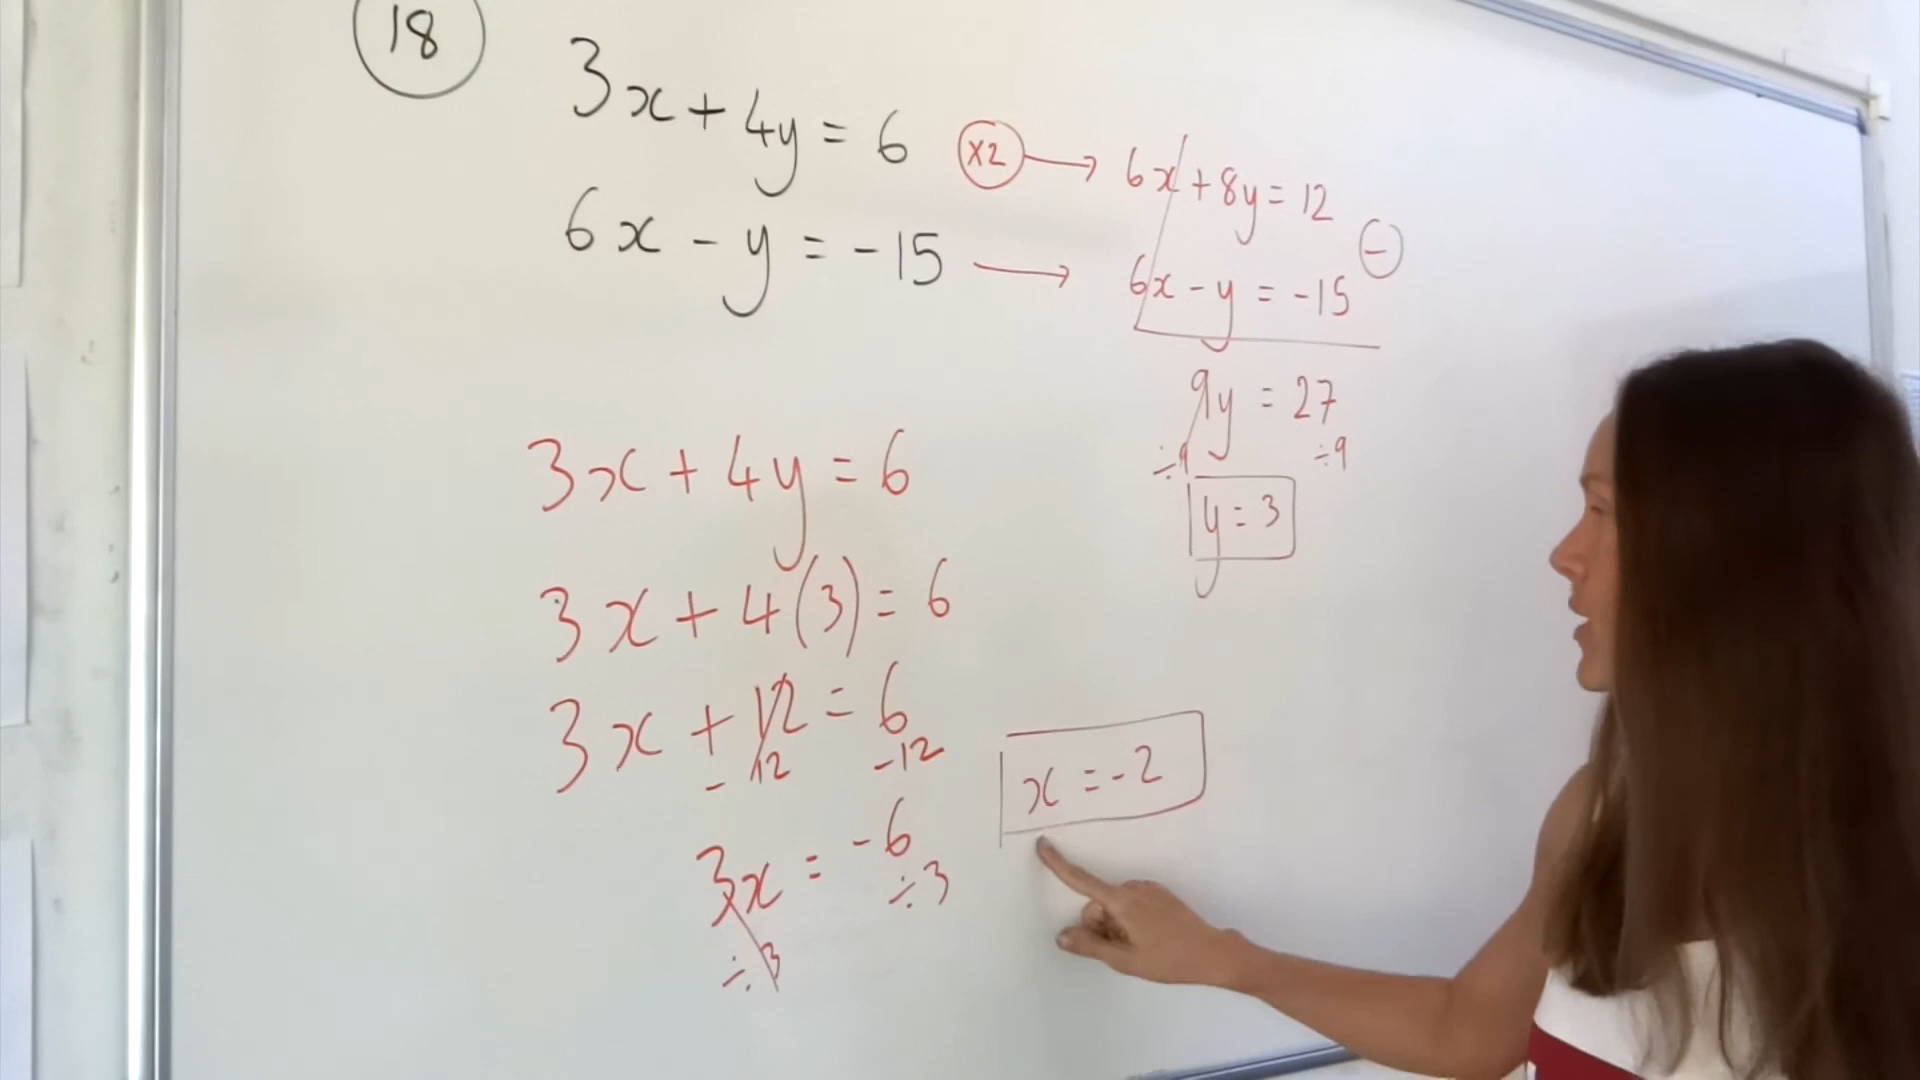 18
3x + 4y = 6
6x - y = -15
×2 → 6x + 8y = 12
→ 6x - y = -15
-
9y = 27
÷9 ÷9
y = 3
3x + 4y = 6
3x + 4(3) = 6
3x + 12 = 6
-12 -12
3x = -6
÷3 ÷3
x = -2